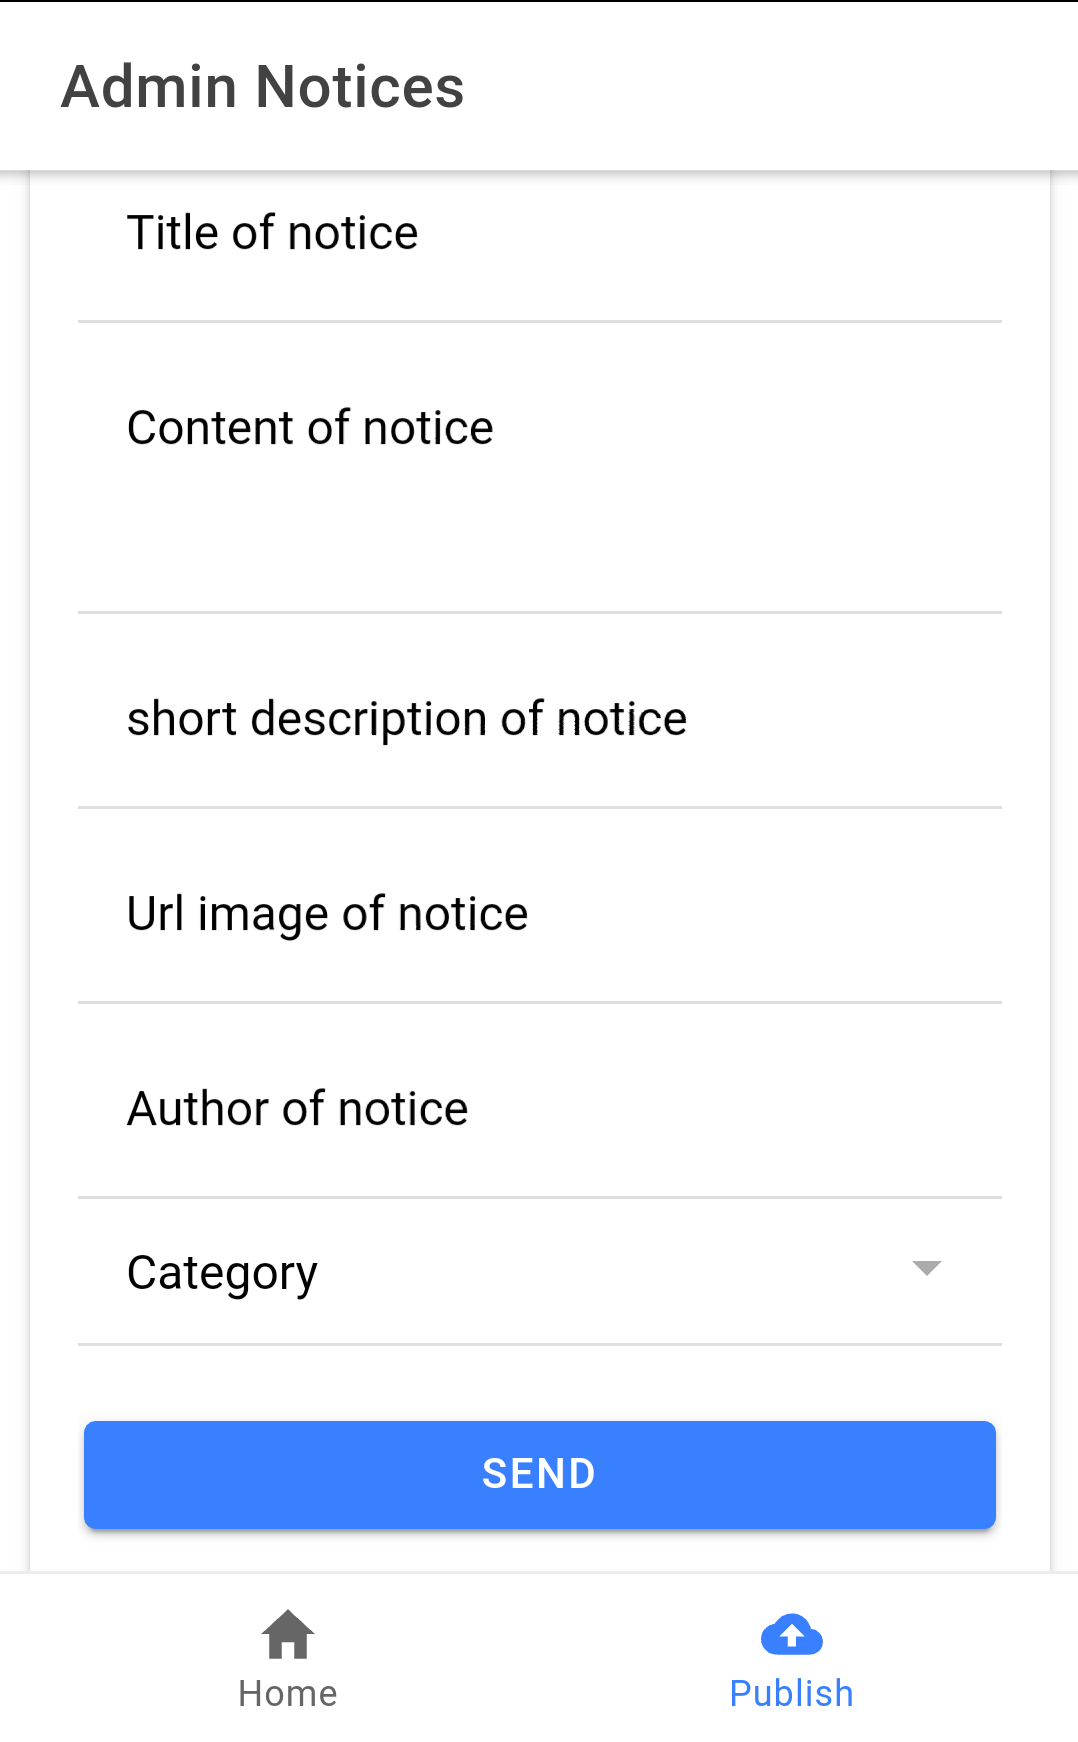 Admin Notices
Title of notice
Content of notice
short description of notice
Url image of notice
Author of notice
Category
SEND
Home
Publish